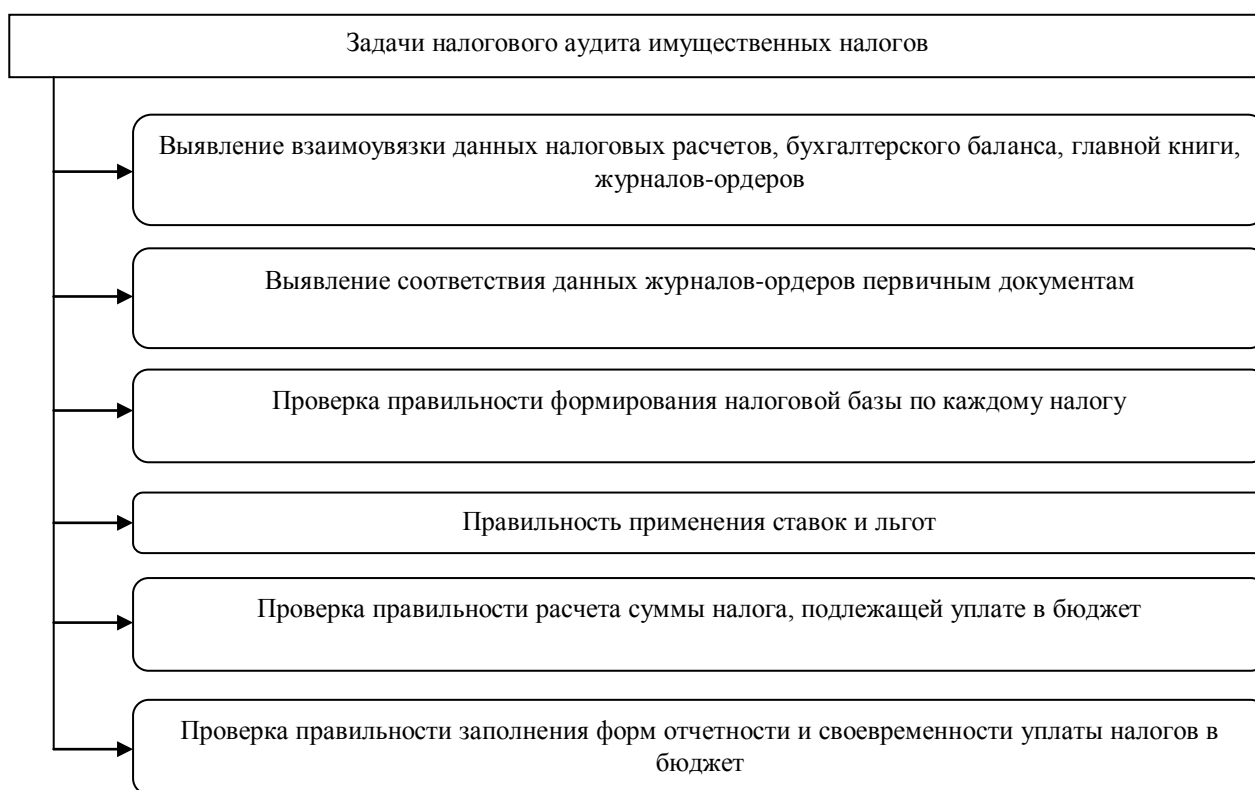 Задачи налогового аудита имущественных налогов
Выявление взаимоувязки данных налоговых расчетов, бухгалтерского баланса, главной книги,
журналов-ордеров
Выявление соответствия данных журналов-ордеров первичным документам
Проверка правильности формирования налоговой базы по каждому налогу
Правильность применения ставок и льгот
Проверка правильности расчета суммы налога, подлежащей уплате в бюджет
Проверка правильности заполнения форм отчетности и своевременности уплаты налогов в
бюджет